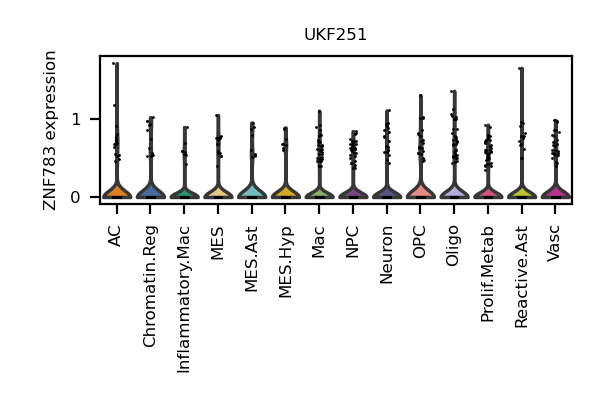 UKF251
ZNF783 expression
1
0
AC
Chromatin.Reg
Inflammatory.Mac
MES
MES.Ast
MES.Hyp
Mac
NPC
Neuron
OPC
Oligo
Prolif.Metab
Reactive.Ast
Vasc